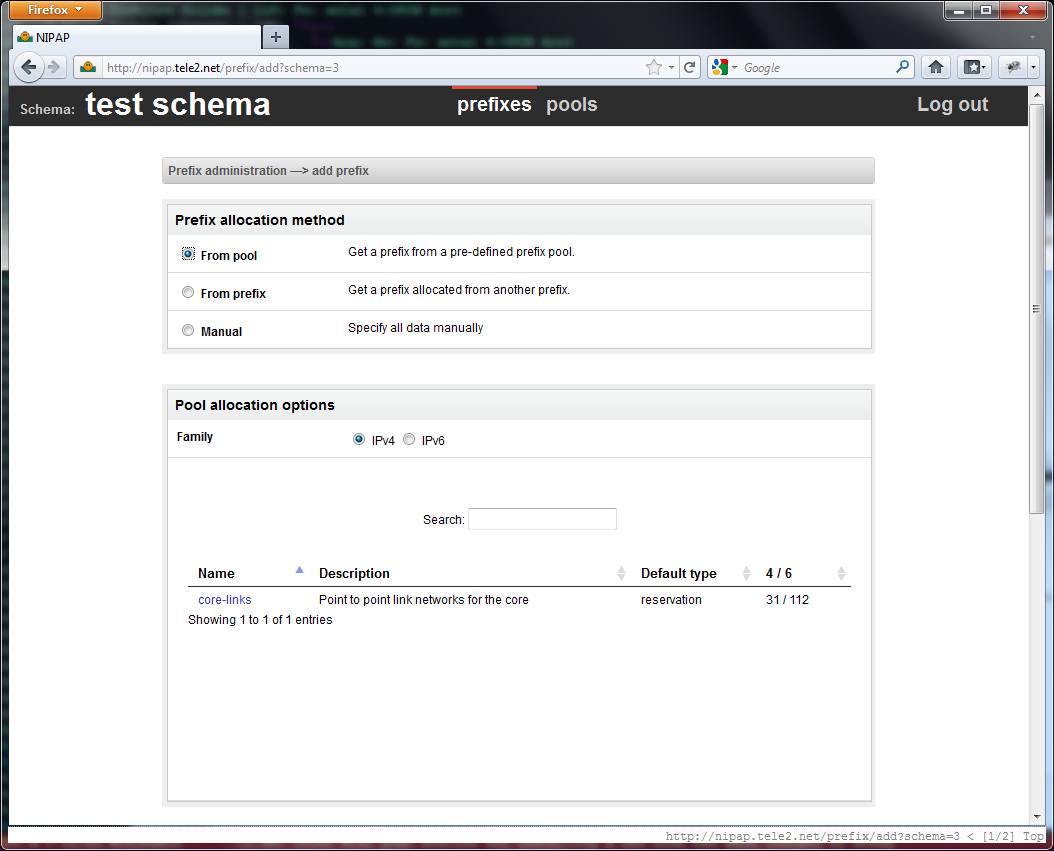 Firefox
NIPAP
http://nipap.tele2.net/prefix/add?schema=3
Google
Schema: test schema
prefixes pools
Log out
Prefix administration —> add prefix
Prefix allocation method
From pool Get a prefix from a pre-defined prefix pool.
From prefix Get a prefix allocated from another prefix.
Manual Specify all data manually
Pool allocation options
Family IPv4 IPv6
Search:
Name Description Default type 4 / 6
core-links Point to point link networks for the core reservation 31 / 112
Showing 1 to 1 of 1 entries
http://nipap.tele2.net/prefix/add?schema=3 < [1/2] Top